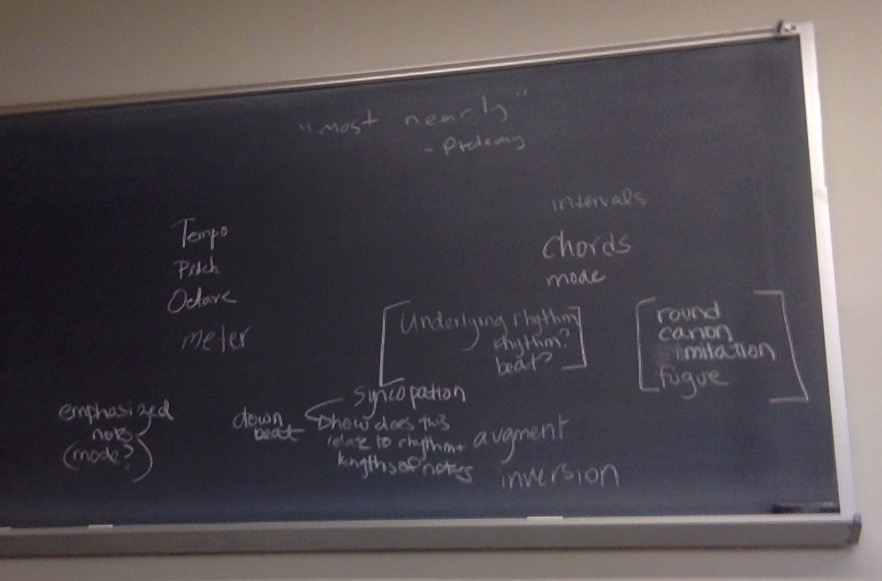 "most nearly"
- Ptolemy
intervals
Tempo
Chords
Pitch
mode
Octave
meter
Underlying rhythm
rhythm?
beat?
round
canon
imitation
fugue
syncopation
emphasized
note
(mode?)
down
beat
how does this
relate to rhythm +
lengths of notes
augment
inversion